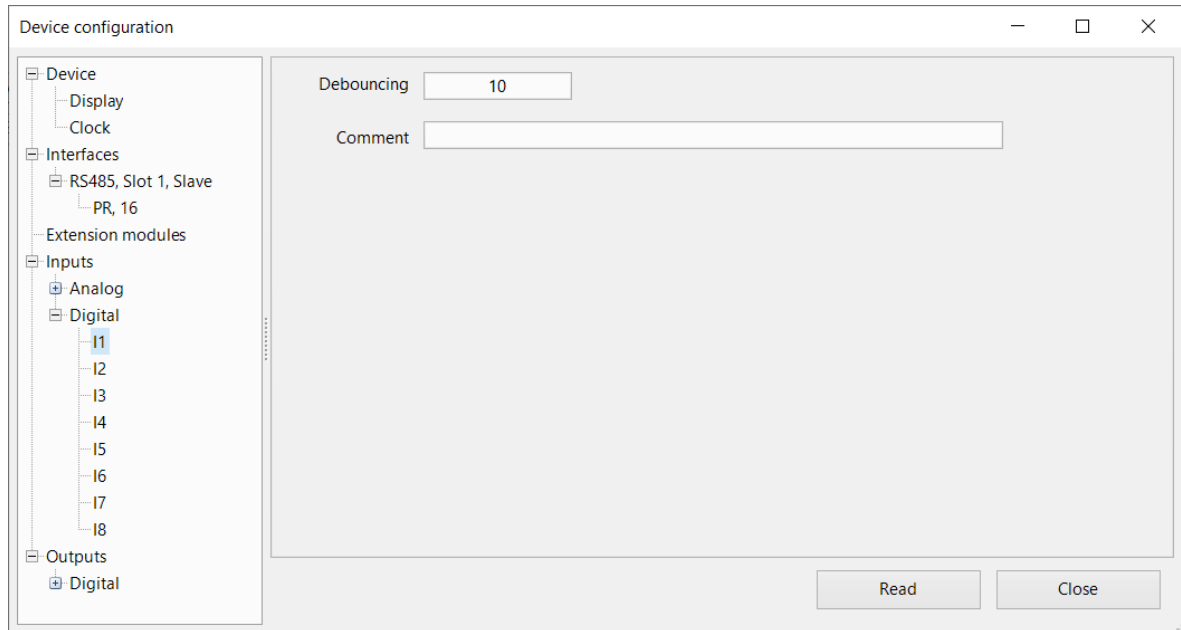 Device configuration
Device
Display
Clock
Interfaces
RS485, Slot 1, Slave
PR, 16
Extension modules
Inputs
Analog
Digital
I1
I2
I3
I4
I5
I6
I7
I8
Outputs
Digital
Debouncing 10
Comment
Read Close